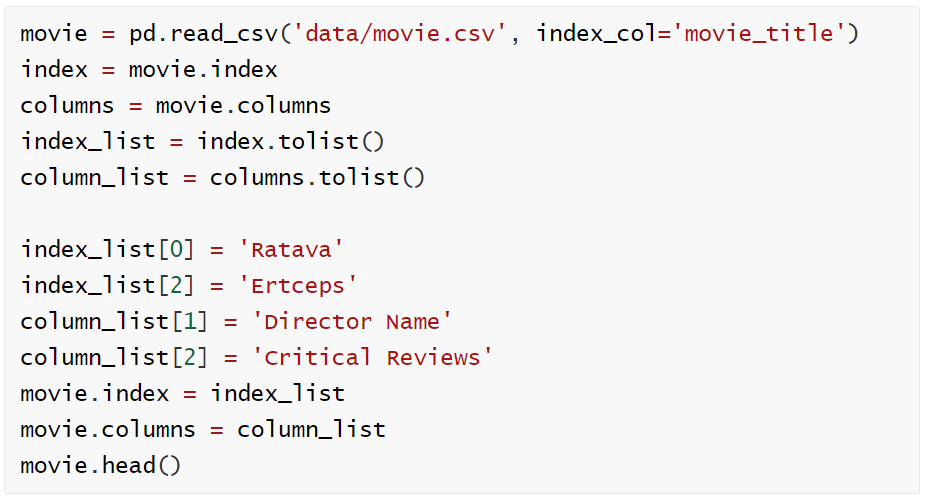 movie = pd.read_csv('data/movie.csv', index_col='movie_title')
index = movie.index
columns = movie.columns
index_list = index.tolist()
column_list = columns.tolist()

index_list[0] = 'Ratava'
index_list[2] = 'Ertceps'
column_list[1] = 'Director Name'
column_list[2] = 'Critical Reviews'
movie.index = index_list
movie.columns = column_list
movie.head()